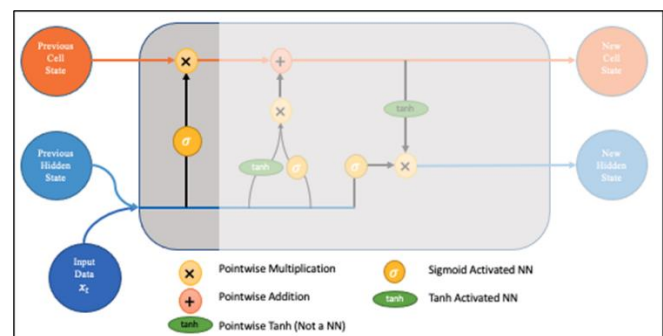 Previous
Cell
State
×
+
New
Cell
State
tanh
×
σ
Previous
Hidden
State
tanh
σ
σ
×
New
Hidden
State
Input
Data
xₜ
× Pointwise Multiplication
σ Sigmoid Activated NN
+ Pointwise Addition
tanh Tanh Activated NN
tanh Pointwise Tanh (Not a NN)